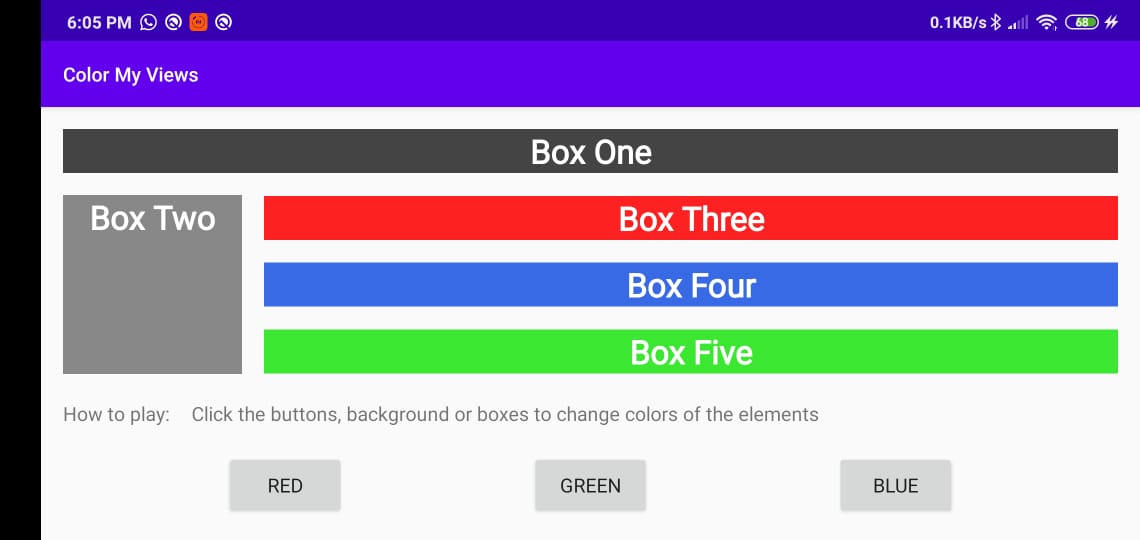 6:05 PM 0.1KB/s 68
Color My Views
Box One
Box Two
Box Three
Box Four
Box Five
How to play: Click the buttons, background or boxes to change colors of the elements
RED GREEN BLUE